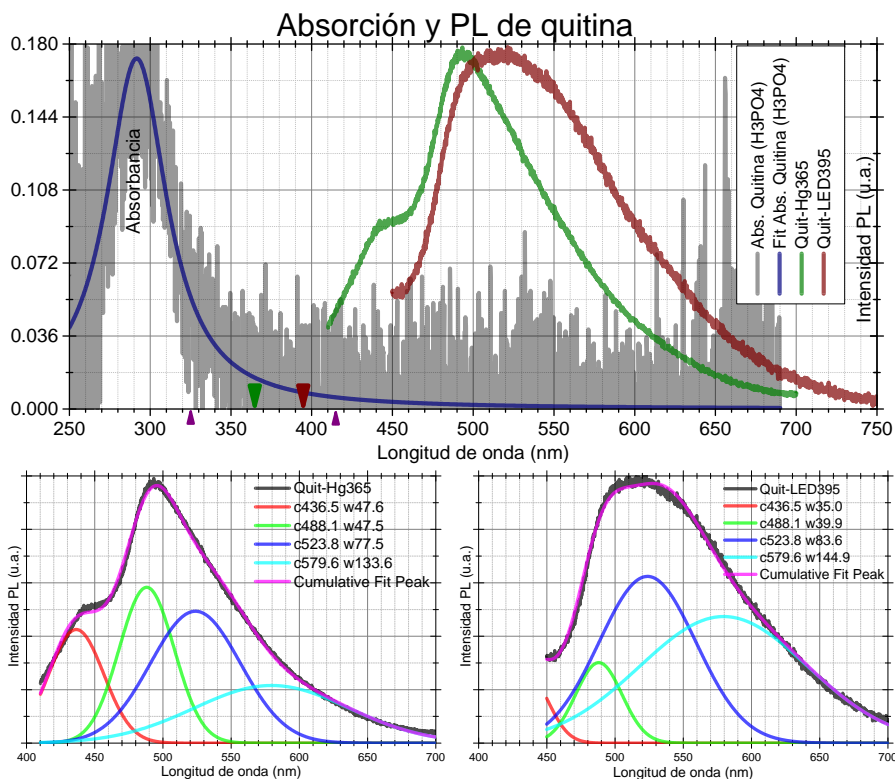 Absorción y PL de quitina
0.180
0.144
0.108
0.072
0.036
0.000
Absorbancia
Abs. Quitina (H3PO4)
Fit Abs. Quitina (H3PO4)
Quit-Hg365
Quit-LED395
Intensidad PL (u.a.)
250 300 350 400 450 500 550 600 650 700 750
Longitud de onda (nm)
Intensidad PL (u.a.)
Quit-Hg365
c436.5 w47.6
c488.1 w47.5
c523.8 w77.5
c579.6 w133.6
Cumulative Fit Peak
400 450 500 550 600 650 700
Longitud de onda (nm)
Intensidad PL (u.a.)
Quit-LED395
c436.5 w35.0
c488.1 w39.9
c523.8 w83.6
c579.6 w144.9
Cumulative Fit Peak
400 450 500 550 600 650 700
Longitud de onda (nm)